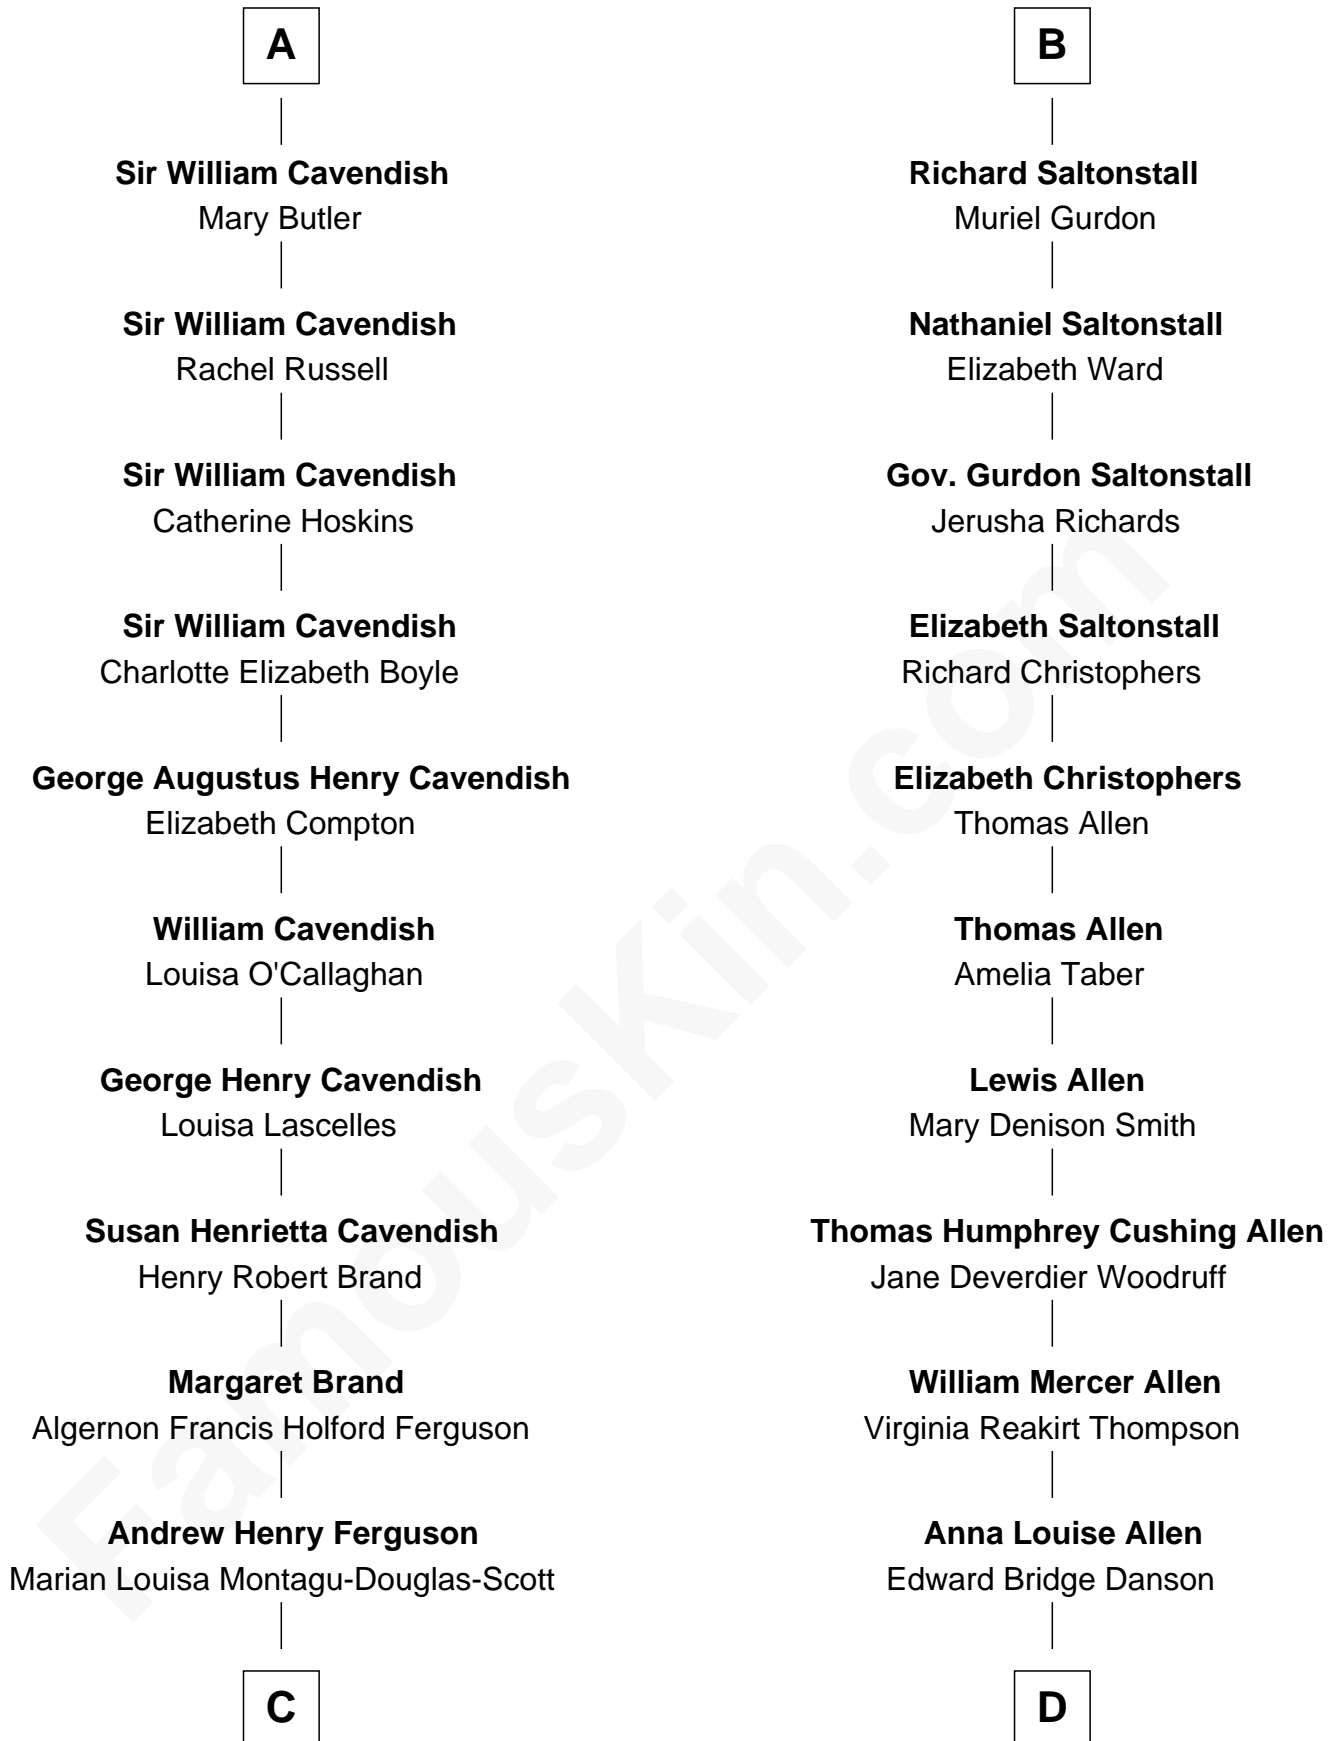 A
Sir William Cavendish
Mary Butler
Sir William Cavendish
Rachel Russell
Sir William Cavendish
Catherine Hoskins
Sir William Cavendish
Charlotte Elizabeth Boyle
George Augustus Henry Cavendish
Elizabeth Compton
William Cavendish
Louisa O'Callaghan
George Henry Cavendish
Louisa Lascelles
Susan Henrietta Cavendish
Henry Robert Brand
Margaret Brand
Algernon Francis Holford Ferguson
Andrew Henry Ferguson
Marian Louisa Montagu-Douglas-Scott
C
B
Richard Saltonstall
Muriel Gurdon
Nathaniel Saltonstall
Elizabeth Ward
Gov. Gurdon Saltonstall
Jerusha Richards
Elizabeth Saltonstall
Richard Christophers
Elizabeth Christophers
Thomas Allen
Thomas Allen
Amelia Taber
Lewis Allen
Mary Denison Smith
Thomas Humphrey Cushing Allen
Jane Deverdier Woodruff
William Mercer Allen
Virginia Reakirt Thompson
Anna Louise Allen
Edward Bridge Danson
D
FamousKin.com